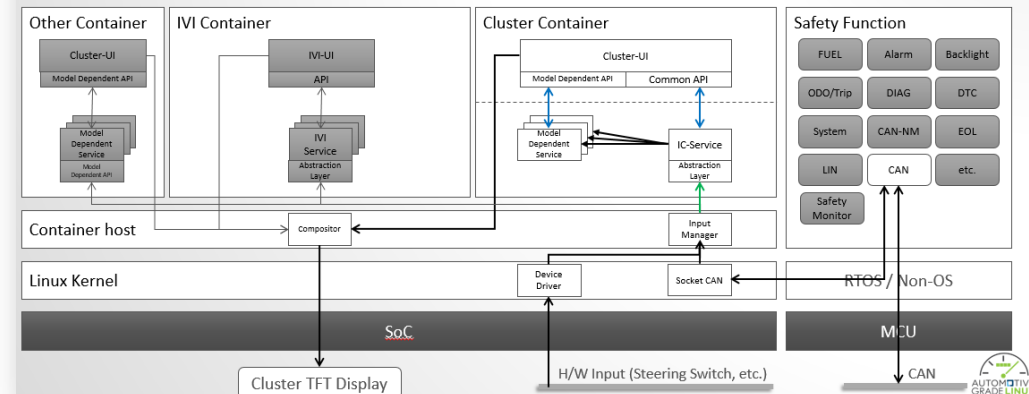 Other Container
Cluster-UI
Model Dependent API
Model
Dependent
Service
Model
Dependent API
IVI Container
IVI-UI
API
IVI
Service
Abstraction
Layer
Cluster Container
Cluster-UI
Model Dependent API
Common API
Model
Dependent
Service
IC-Service
Abstraction
Layer
Safety Function
FUEL
Alarm
Backlight
ODO/Trip
DIAG
DTC
System
CAN-NM
EOL
LIN
CAN
etc.
Safety
Monitor
Container host
Compositor
Input
Manager
Linux Kernel
Device
Driver
Socket CAN
RTOS / Non-OS
SoC
MCU
Cluster TFT Display
H/W Input (Steering Switch, etc.)
CAN
AUTOMOTIV
GRADE LINU